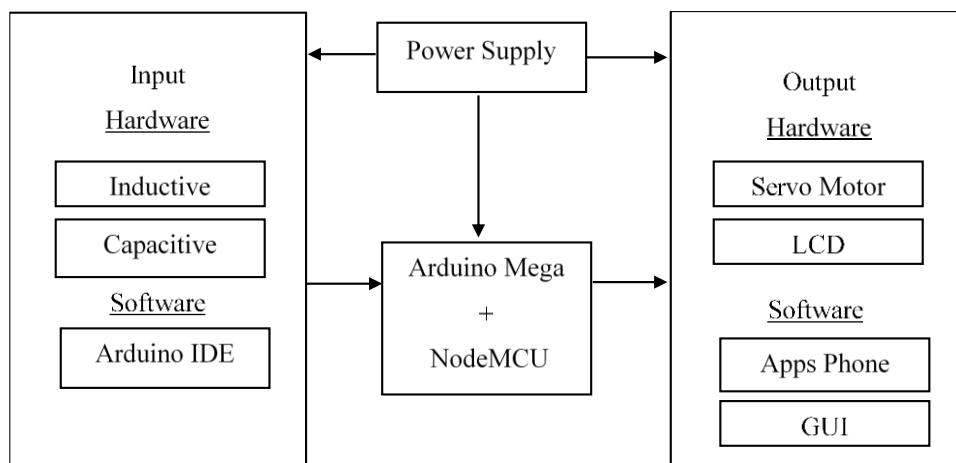 Power Supply
Input
Hardware
Inductive
Capacitive
Software
Arduino IDE
Arduino Mega
+
NodeMCU
Output
Hardware
Servo Motor
LCD
Software
Apps Phone
GUI